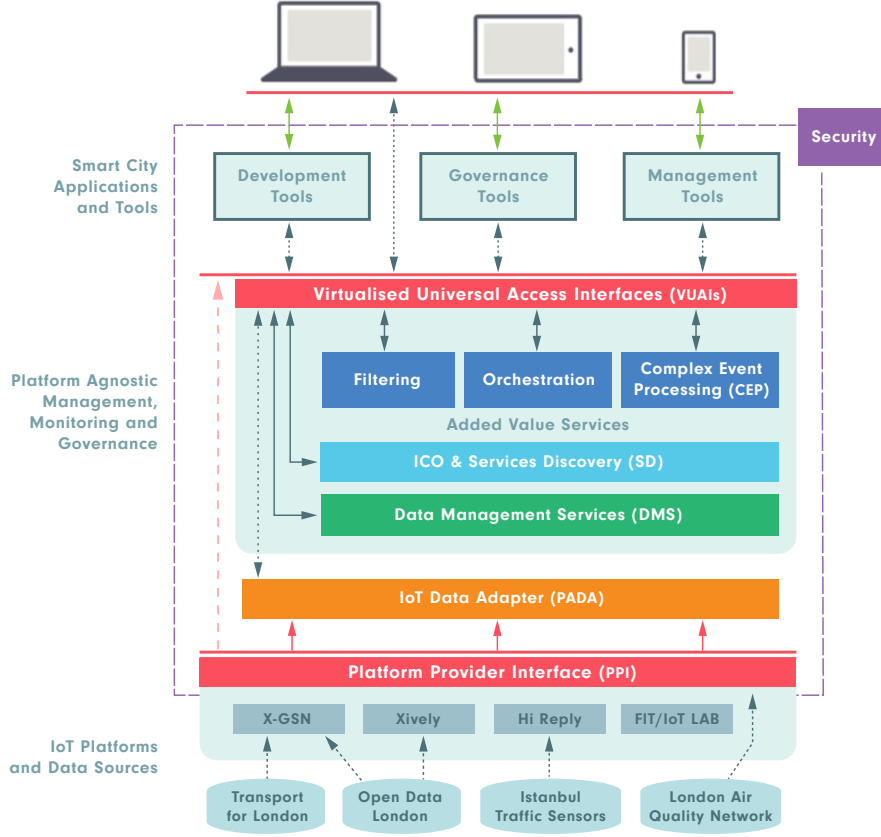 Security
Smart City
Applications
and Tools
Development
Tools
Governance
Tools
Management
Tools
Virtualised Universal Access Interfaces (VUAIs)
Platform Agnostic
Management,
Monitoring and
Governance
Filtering
Orchestration
Complex Event
Processing (CEP)
Added Value Services
ICO & Services Discovery (SD)
Data Management Services (DMS)
IoT Data Adapter (PADA)
Platform Provider Interface (PPI)
X-GSN
Xively
Hi Reply
FIT/IoT LAB
IoT Platforms
and Data Sources
Transport
for London
Open Data
London
Istanbul
Traffic Sensors
London Air
Quality Network